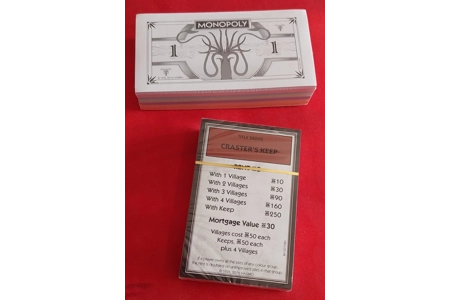 MONOPOLY
1 1
TITLE DEED
CRASTER'S KEEP
With 1 Village ※10
With 2 Villages ※30
With 3 Villages ※90
With 4 Villages ※160
With Keep ※250
Mortgage Value ※30
Villages cost ※50 each
Keeps, ※50 each
plus 4 Villages